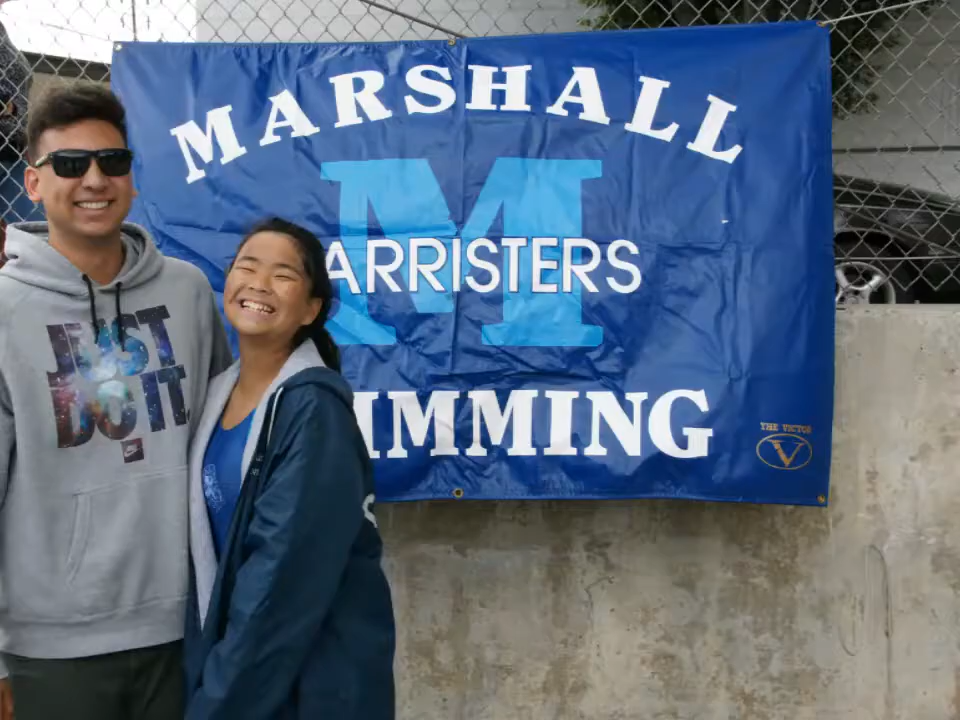 MARSHALL
M
ARRISTERS
IMMING
THE VICTOR
V
JUST
DO IT